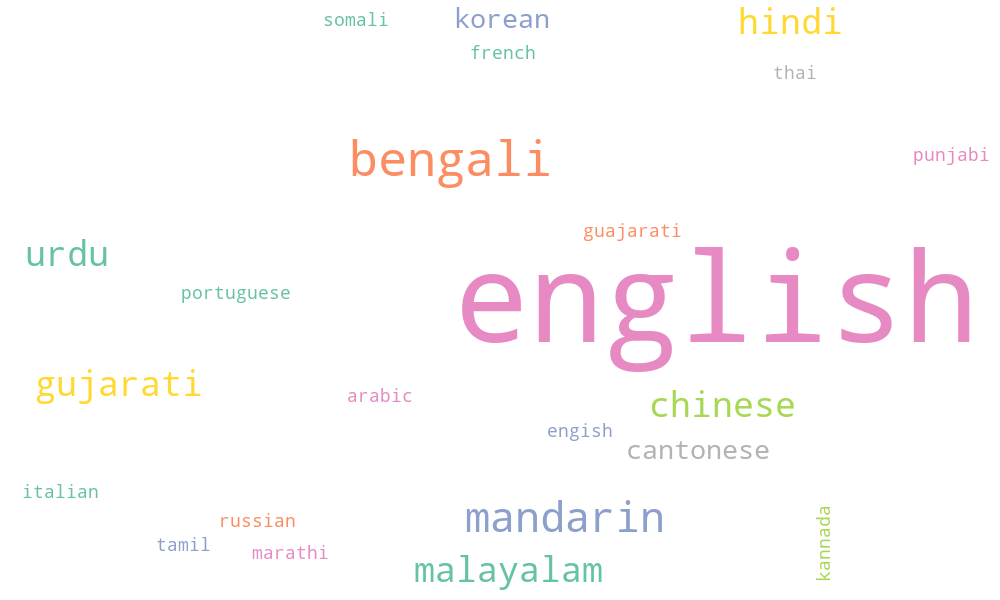 somali
korean
hindi
french
thai
bengali
punjabi
guajarati
urdu
english
portuguese
gujarati
arabic
chinese
engish
cantonese
italian
russian
mandarin
tamil
marathi
kannada
malayalam